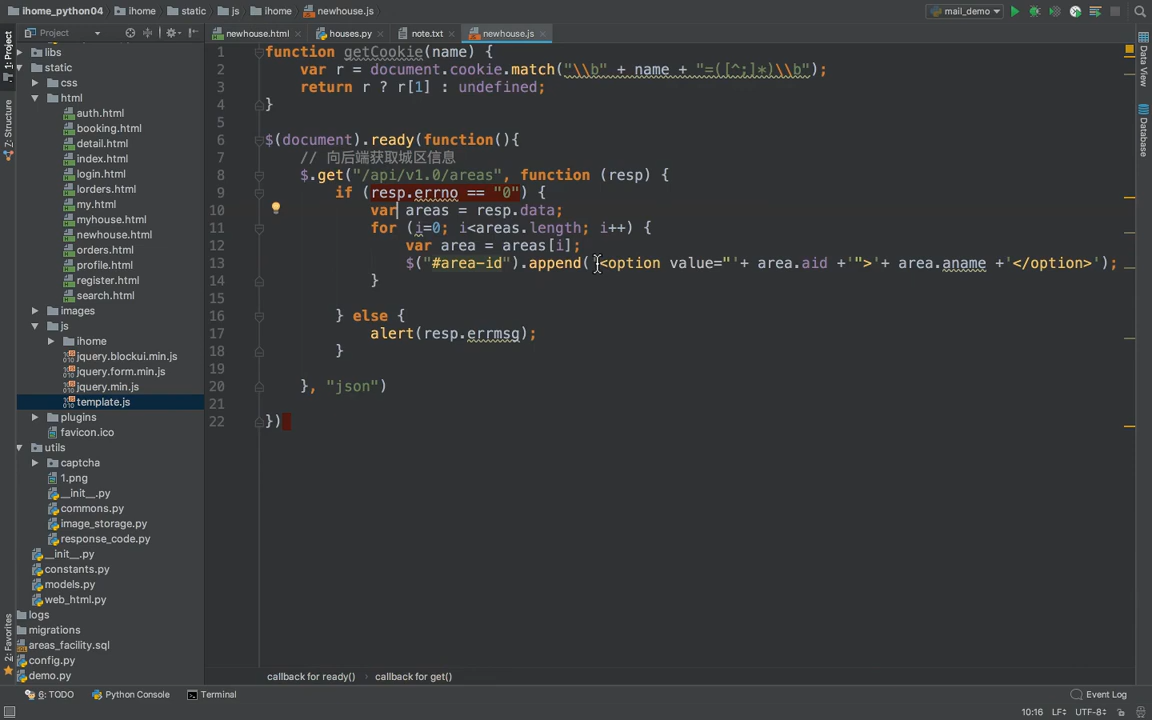 ihome_python04 ihome static js ihome newhouse.js mail_demo
Project newhouse.html houses.py note.txt newhouse.js
1: Project
Z: Structure
2: Favorites
Data View
Database
libs
static
css
html
auth.html
booking.html
detail.html
index.html
login.html
lorders.html
my.html
myhouse.html
newhouse.html
orders.html
profile.html
register.html
search.html
images
js
ihome
jquery.blockui.min.js
jquery.form.min.js
jquery.min.js
template.js
plugins
favicon.ico
utils
captcha
1.png
__init__.py
commons.py
image_storage.py
response_code.py
__init__.py
constants.py
models.py
web_html.py
logs
migrations
areas_facility.sql
config.py
demo.py
1 function getCookie(name) {
2 var r = document.cookie.match("\\b" + name + "=([^;]*)\\b");
3 return r ? r[1] : undefined;
4 }
5
6 $(document).ready(function(){
7 // 向后端获取城区信息
8 $.get("/api/v1.0/areas", function (resp) {
9 if (resp.errno == "0") {
10 var areas = resp.data;
11 for (i=0; i<areas.length; i++) {
12 var area = areas[i];
13 $("#area-id").append('<option value="'+ area.aid +'">'+ area.aname +'</option>');
14 }
15
16 } else {
17 alert(resp.errmsg);
18 }
19
20 }, "json")
21
22 })
callback for ready() › callback for get()
6: TODO Python Console Terminal Event Log
10:16 LF÷ UTF-8÷